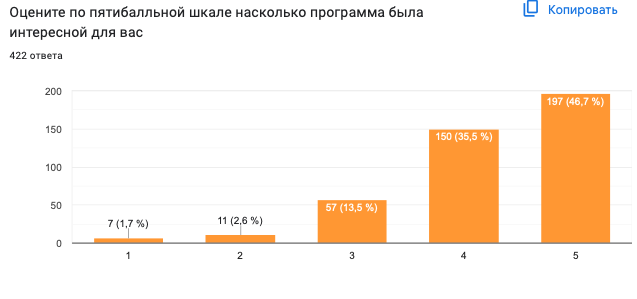 Оцените по пятибалльной шкале насколько программа была
интересной для вас
Копировать
422 ответа
200
150
100
50
0
7 (1,7 %)
11 (2,6 %)
57 (13,5 %)
150 (35,5 %)
197 (46,7 %)
1
2
3
4
5